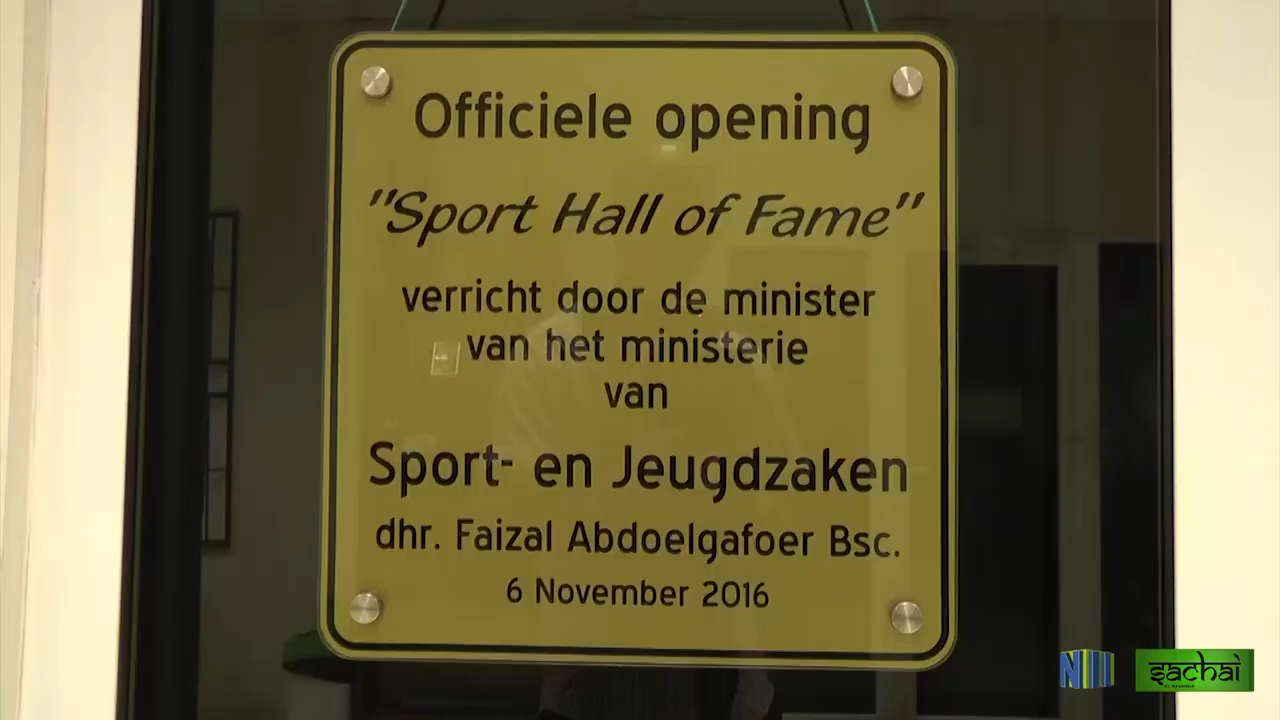 Officiele opening
"Sport Hall of Fame"
verricht door de minister
van het ministerie
van
Sport- en Jeugdzaken
dhr. Faizal Abdoelgafoer Bsc.
6 November 2016
sachai